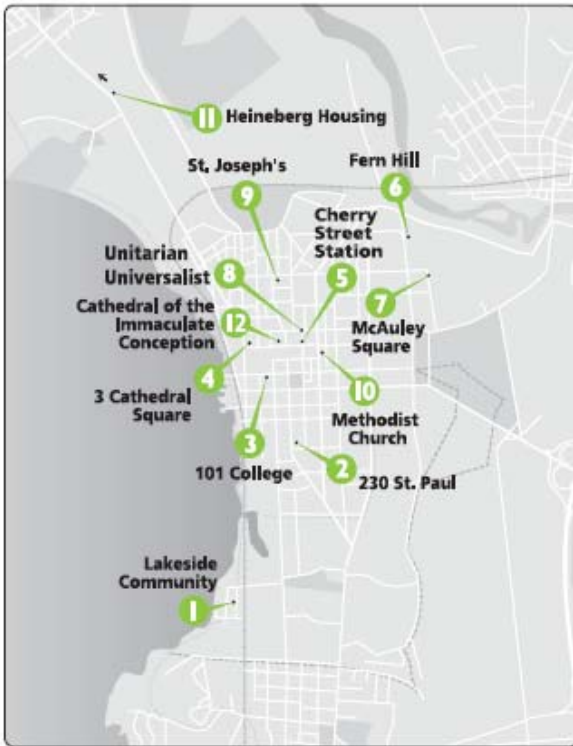 11 Heineberg Housing
St. Joseph's
9
Fern Hill
6
Cherry
Street
Station
5
Unitarian
Universalist 8
7
McAuley
Square
Cathedral of the
Immaculate 12
Conception
4
3 Cathedral
Square
10
Methodist
Church
3
101 College
2
230 St. Paul
Lakeside
Community
1